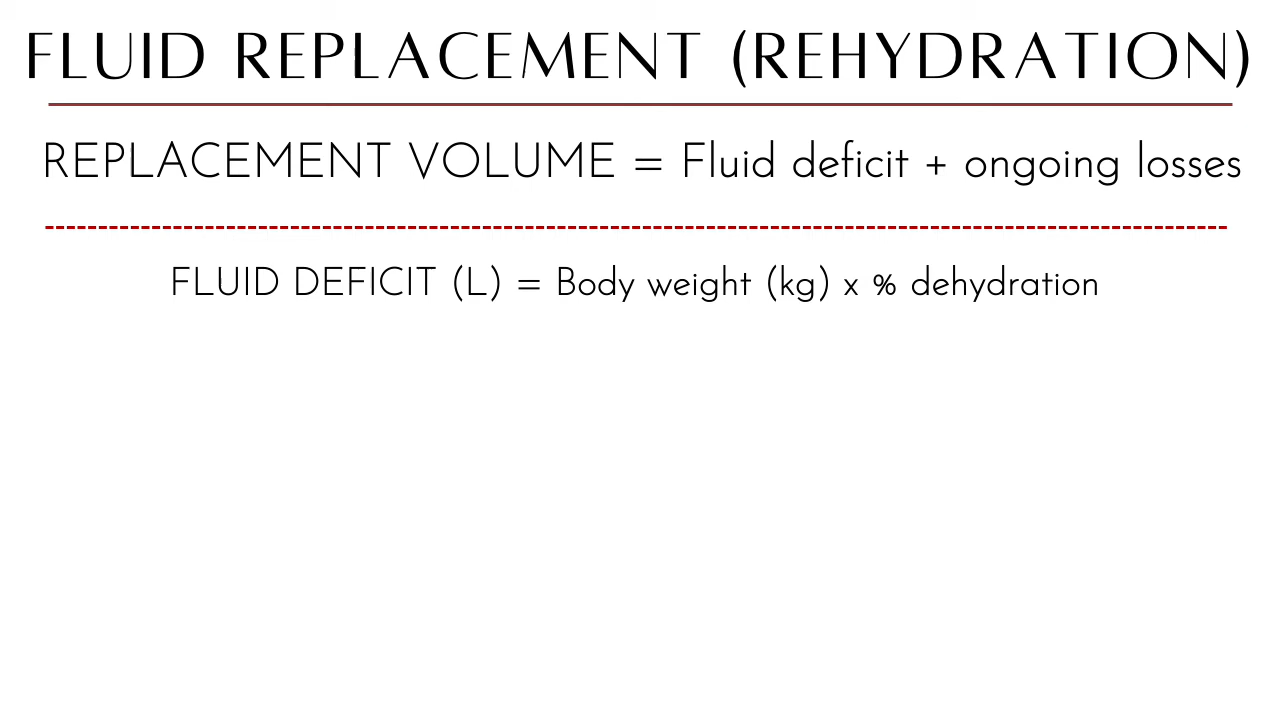 FLUID REPLACEMENT (REHYDRATION)
REPLACEMENT VOLUME = Fluid deficit + ongoing losses
FLUID DEFICIT (L) = Body weight (kg) x % dehydration